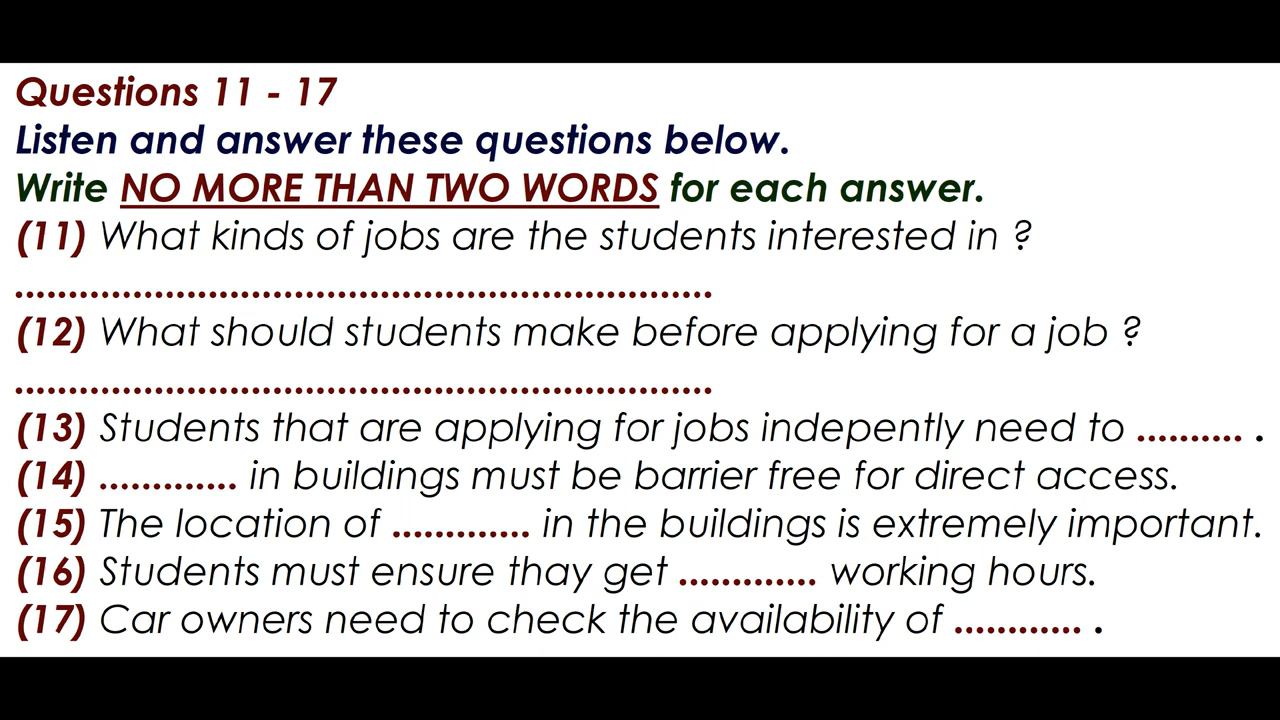 Questions 11 - 17
Listen and answer these questions below.
Write NO MORE THAN TWO WORDS for each answer.
(11) What kinds of jobs are the students interested in ?
..................................................................
(12) What should students make before applying for a job ?
..................................................................
(13) Students that are applying for jobs indepently need to .......... .
(14) ............. in buildings must be barrier free for direct access.
(15) The location of ............. in the buildings is extremely important.
(16) Students must ensure thay get ............. working hours.
(17) Car owners need to check the availability of ............ .